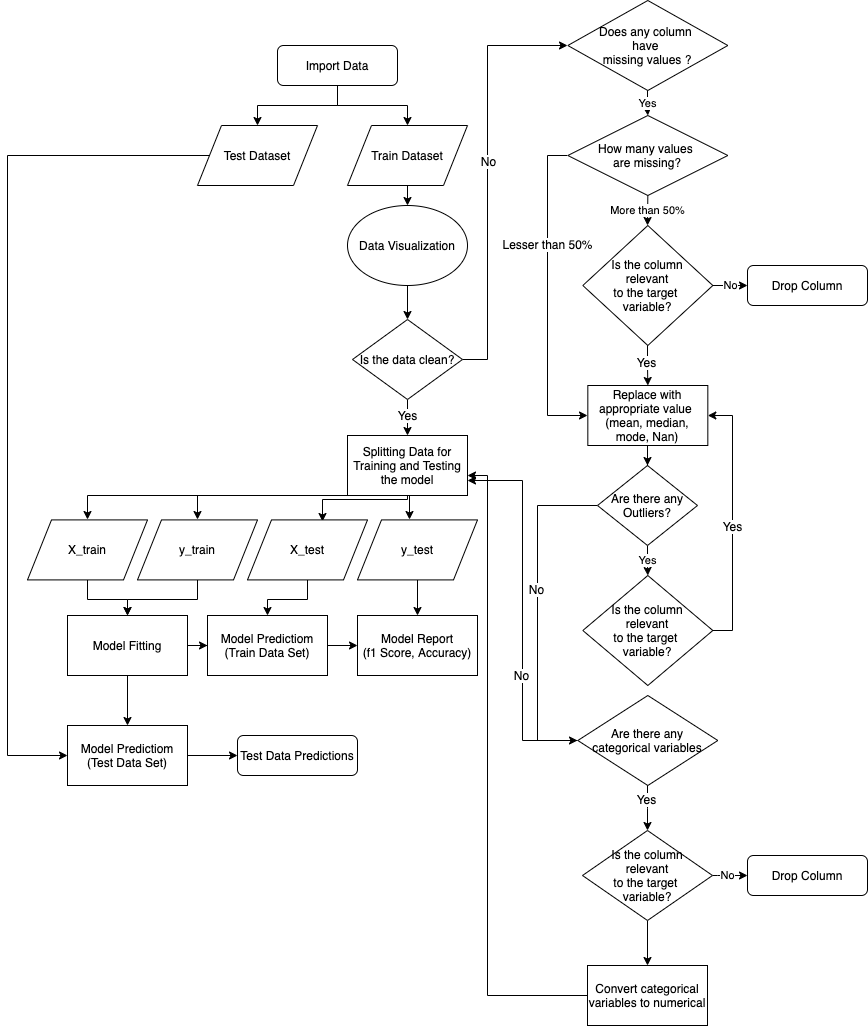 Import Data
Test Dataset
Train Dataset
Data Visualization
Is the data clean?
No
Yes
Does any column
have
missing values ?
Yes
How many values
are missing?
More than 50%
Lesser than 50%
Is the column
relevant
to the target
variable?
No
Drop Column
Yes
Replace with
appropriate value
(mean, median,
mode, Nan)
Are there any
Outliers?
Yes
No
Is the column
relevant
to the target
variable?
Yes
No
Are there any
categorical variables
Yes
Is the column
relevant
to the target
variable?
No
Drop Column
Convert categorical
variables to numerical
Splitting Data for
Training and Testing
the model
X_train
y_train
X_test
y_test
Model Fitting
Model Predictiom
(Train Data Set)
Model Report
(f1 Score, Accuracy)
Model Predictiom
(Test Data Set)
Test Data Predictions